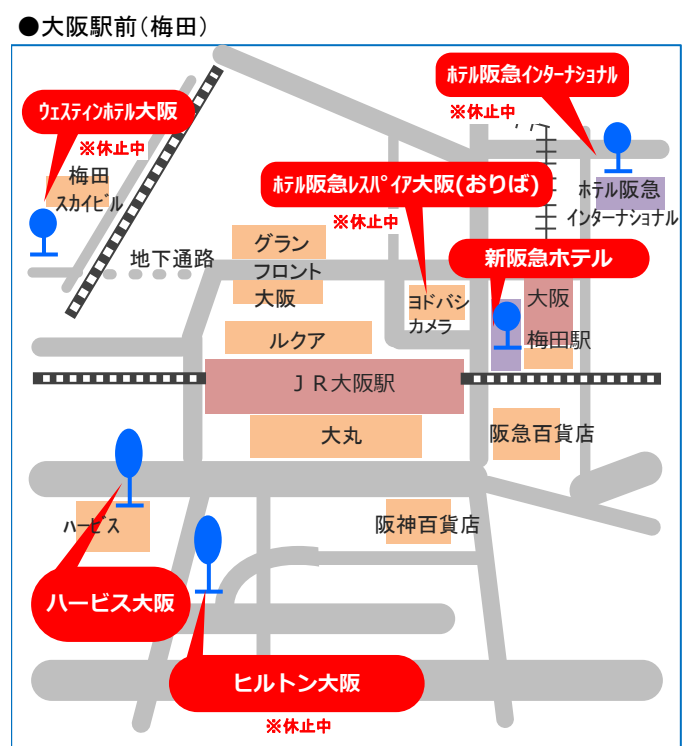 ●大阪駅前(梅田)
ホテル阪急インターナショナル
※休止中
ウェスティンホテル大阪
※休止中
梅田
スカイビル
ホテル阪急レスパイア大阪(おりば)
※休止中
ホテル阪急
インターナショナル
地下通路
グラン
フロント
大阪
新阪急ホテル
ヨドバシ
カメラ
大阪
梅田駅
ルクア
JR大阪駅
大丸
阪急百貨店
ハービス
阪神百貨店
ハービス大阪
ヒルトン大阪
※休止中